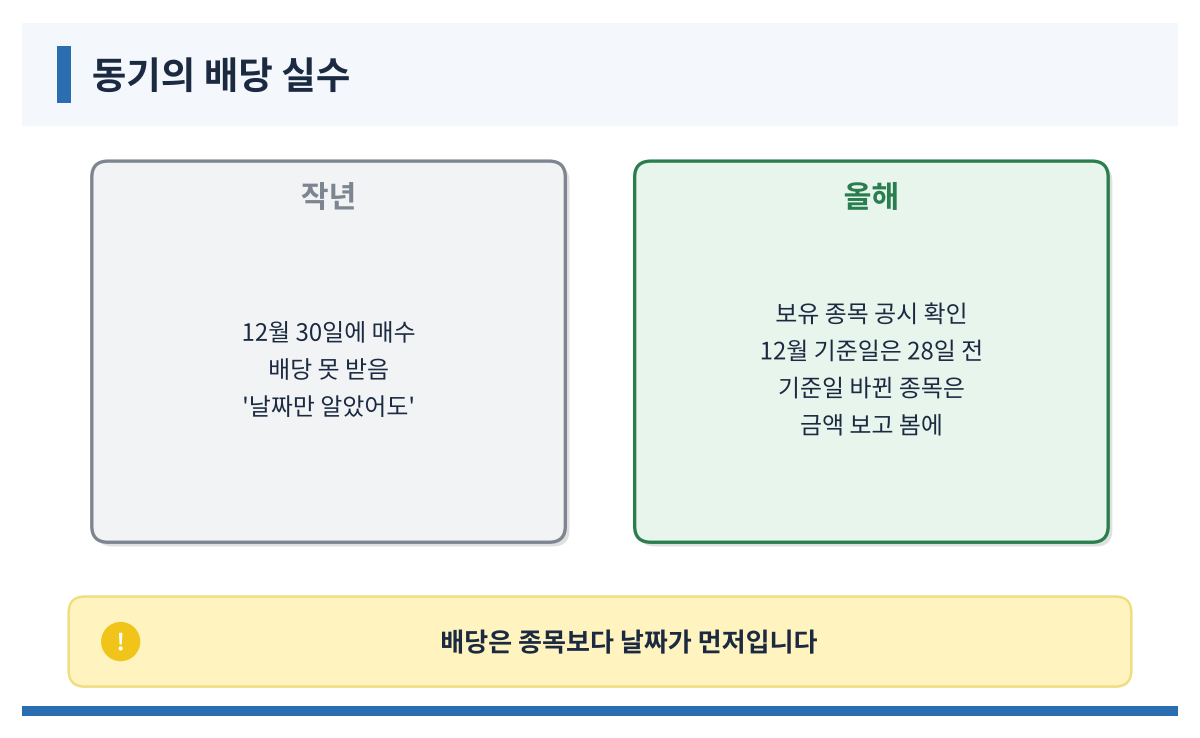 동기의 배당 실수
작년
12월 30일에 매수
배당 못 받음
'날짜만 알았어도'
올해
보유 종목 공시 확인
12월 기준일은 28일 전
기준일 바뀐 종목은
금액 보고 봄에
!
배당은 종목보다 날짜가 먼저입니다